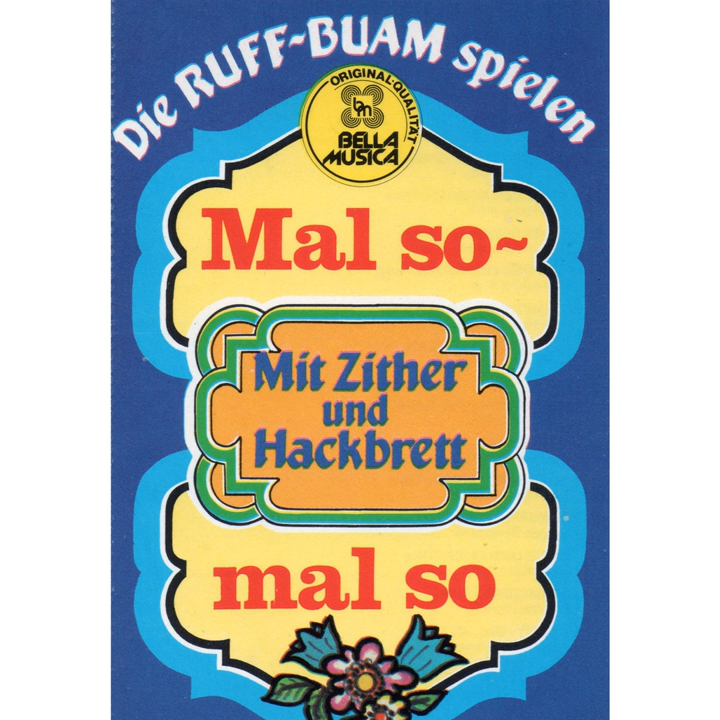 Die RUFF-BUAM spielen
ORIGINAL-QUALITÄT
bm
BELLA
MUSICA
Mal so~
Mit Zither
und
Hackbrett
mal so